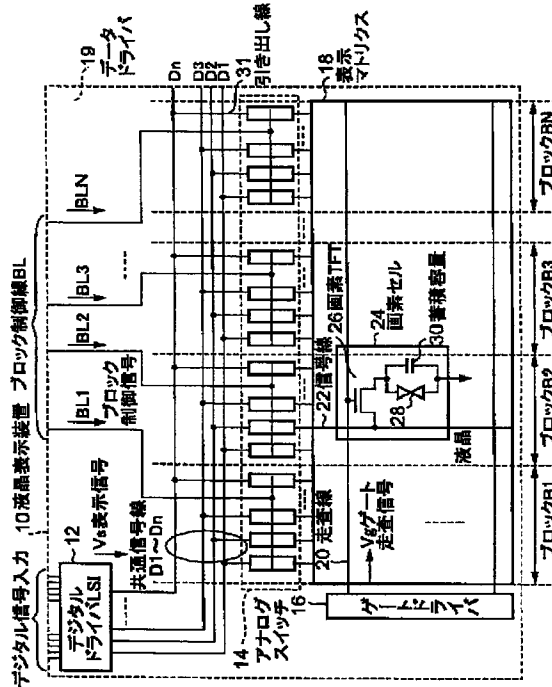 デジタル信号入力
10液晶表示装置
ブロック制御線BL
19 データ
ドライバ
12
デジタル
ドライバLSI
Vs表示信号
共通信号線
D1~Dn
BL1
BL2
BL3
BLN
ブロック
制御信号
Dn
D3
D2
D1
引き出し線
31
14
アナログ
スイッチ
16
ゲートドライバ
20 走査線
Vgゲート
走査信号
~22信号線
26画素TFT
24
画素セル
30蓄積容量
28
液晶
18
表示
マトリクス
ブロックB1
ブロックB2
ブロックB3
ブロックBN